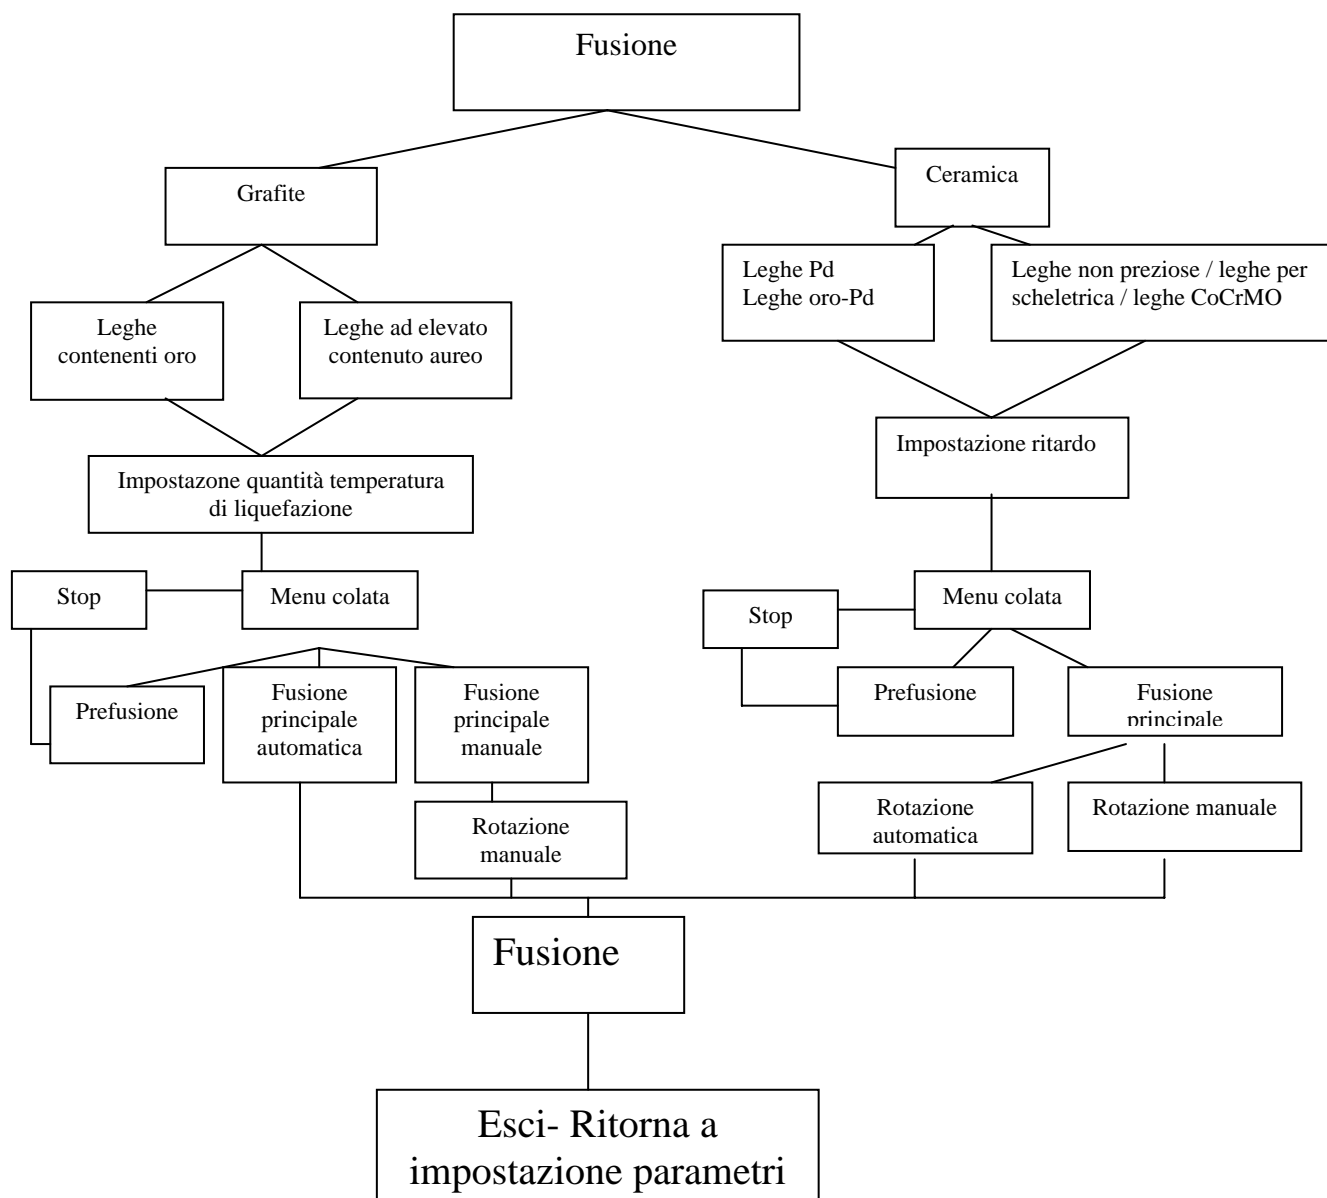 Fusione
Grafite
Ceramica
Leghe Pd
Leghe oro-Pd
Leghe non preziose / leghe per
scheletrica / leghe CoCrMO
Leghe
contenenti oro
Leghe ad elevato
contenuto aureo
Impostazione ritardo
Impostazone quantità temperatura
di liquefazione
Stop
Menu colata
Stop
Menu colata
Prefusione
Fusione
principale
automatica
Fusione
principale
manuale
Prefusione
Fusione
principale
Rotazione
manuale
Rotazione
automatica
Rotazione manuale
Fusione
Esci- Ritorna a
impostazione parametri